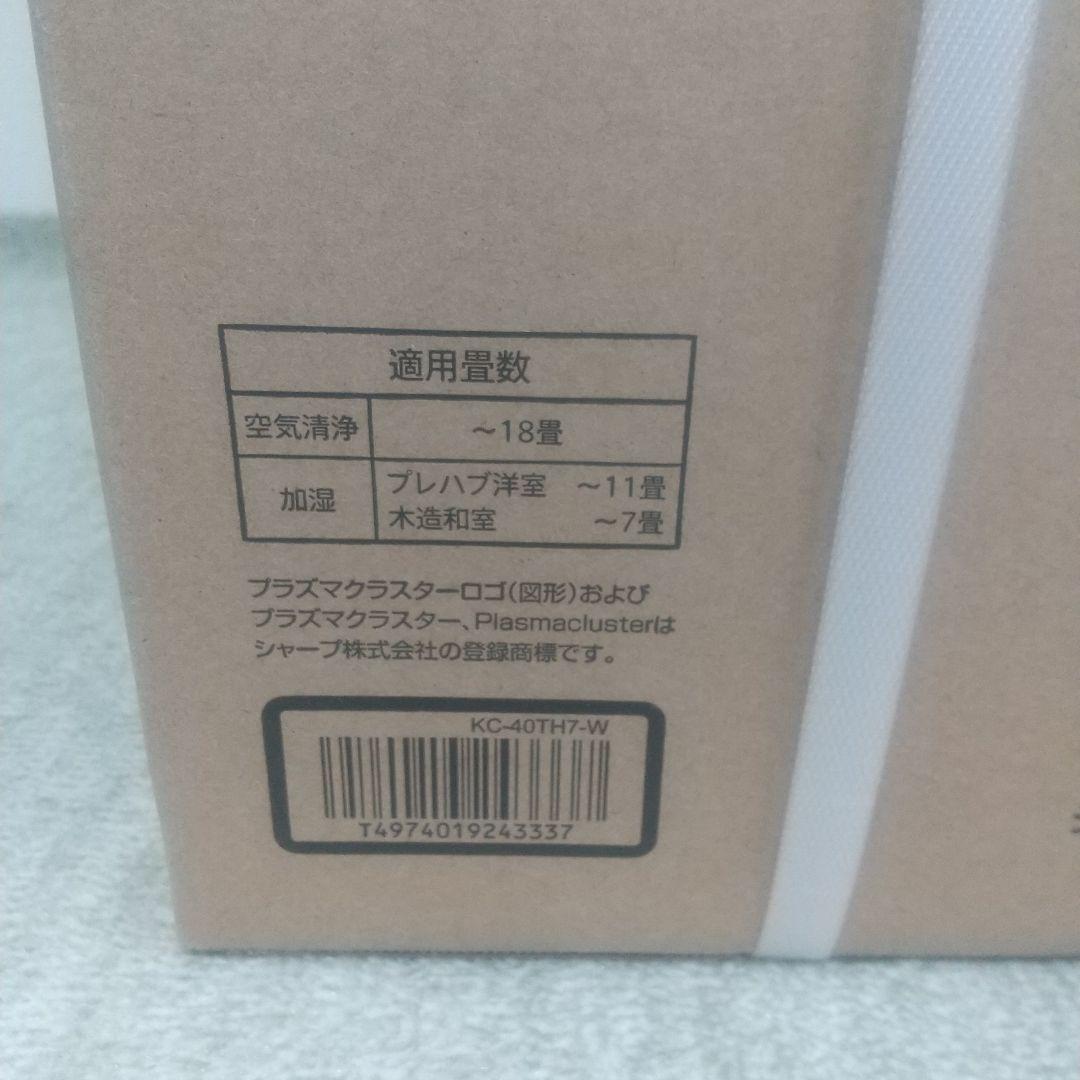 適用畳数
空気清浄 ～18畳
加湿 プレハブ洋室 ～11畳
木造和室 ～7畳
プラズマクラスターロゴ(図形)および
プラズマクラスター、Plasmaclusterは
シャープ株式会社の登録商標です。
KC-40TH7-W
T4974019243337